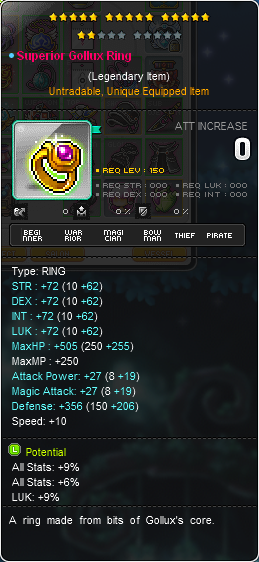 Superior Gollux Ring
(Legendary Item)
Untradable, Unique Equipped Item
ATT INCREASE
0
REQ LEV : 150
REQ STR : 000 REQ LUK : 000
REQ DEX : 000 REQ INT : 000
0 0 % 0 %
BEGINNER WARRIOR MAGICIAN BOWMAN THIEF PIRATE
Type: RING
STR : +72 (10 +62)
DEX : +72 (10 +62)
INT : +72 (10 +62)
LUK : +72 (10 +62)
MaxHP : +505 (250 +255)
MaxMP : +250
Attack Power: +27 (8 +19)
Magic Attack: +27 (8 +19)
Defense: +356 (150 +206)
Speed: +10
L Potential
All Stats: +9%
All Stats: +6%
LUK: +9%
A ring made from bits of Gollux's core.